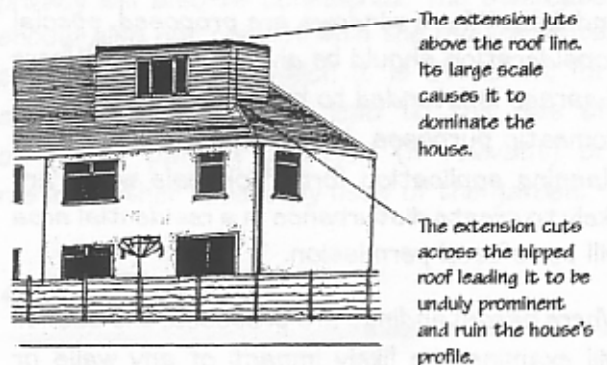 The extension juts
above the roof line.
Its large scale
causes it to
dominate the
house.
The extension cuts
across the hipped
roof leading it to be
unduly prominent
and ruin the house's
profile.